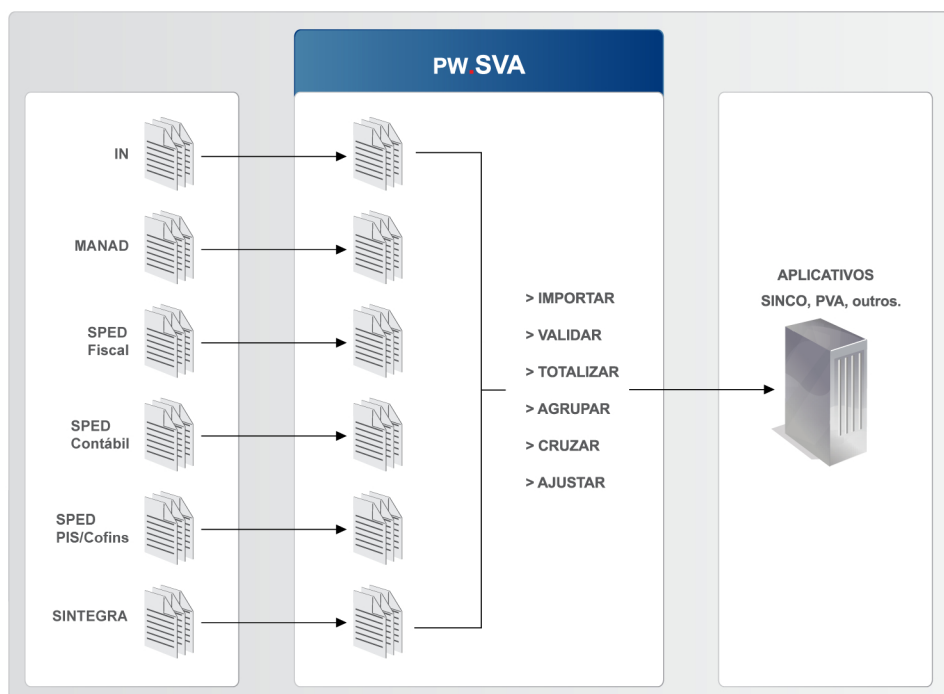 PW.SVA
IN
MANAD
SPED
Fiscal
SPED
Contábil
SPED
PIS/Cofins
SINTEGRA
> IMPORTAR
> VALIDAR
> TOTALIZAR
> AGRUPAR
> CRUZAR
> AJUSTAR
APLICATIVOS
SINCO, PVA, outros.